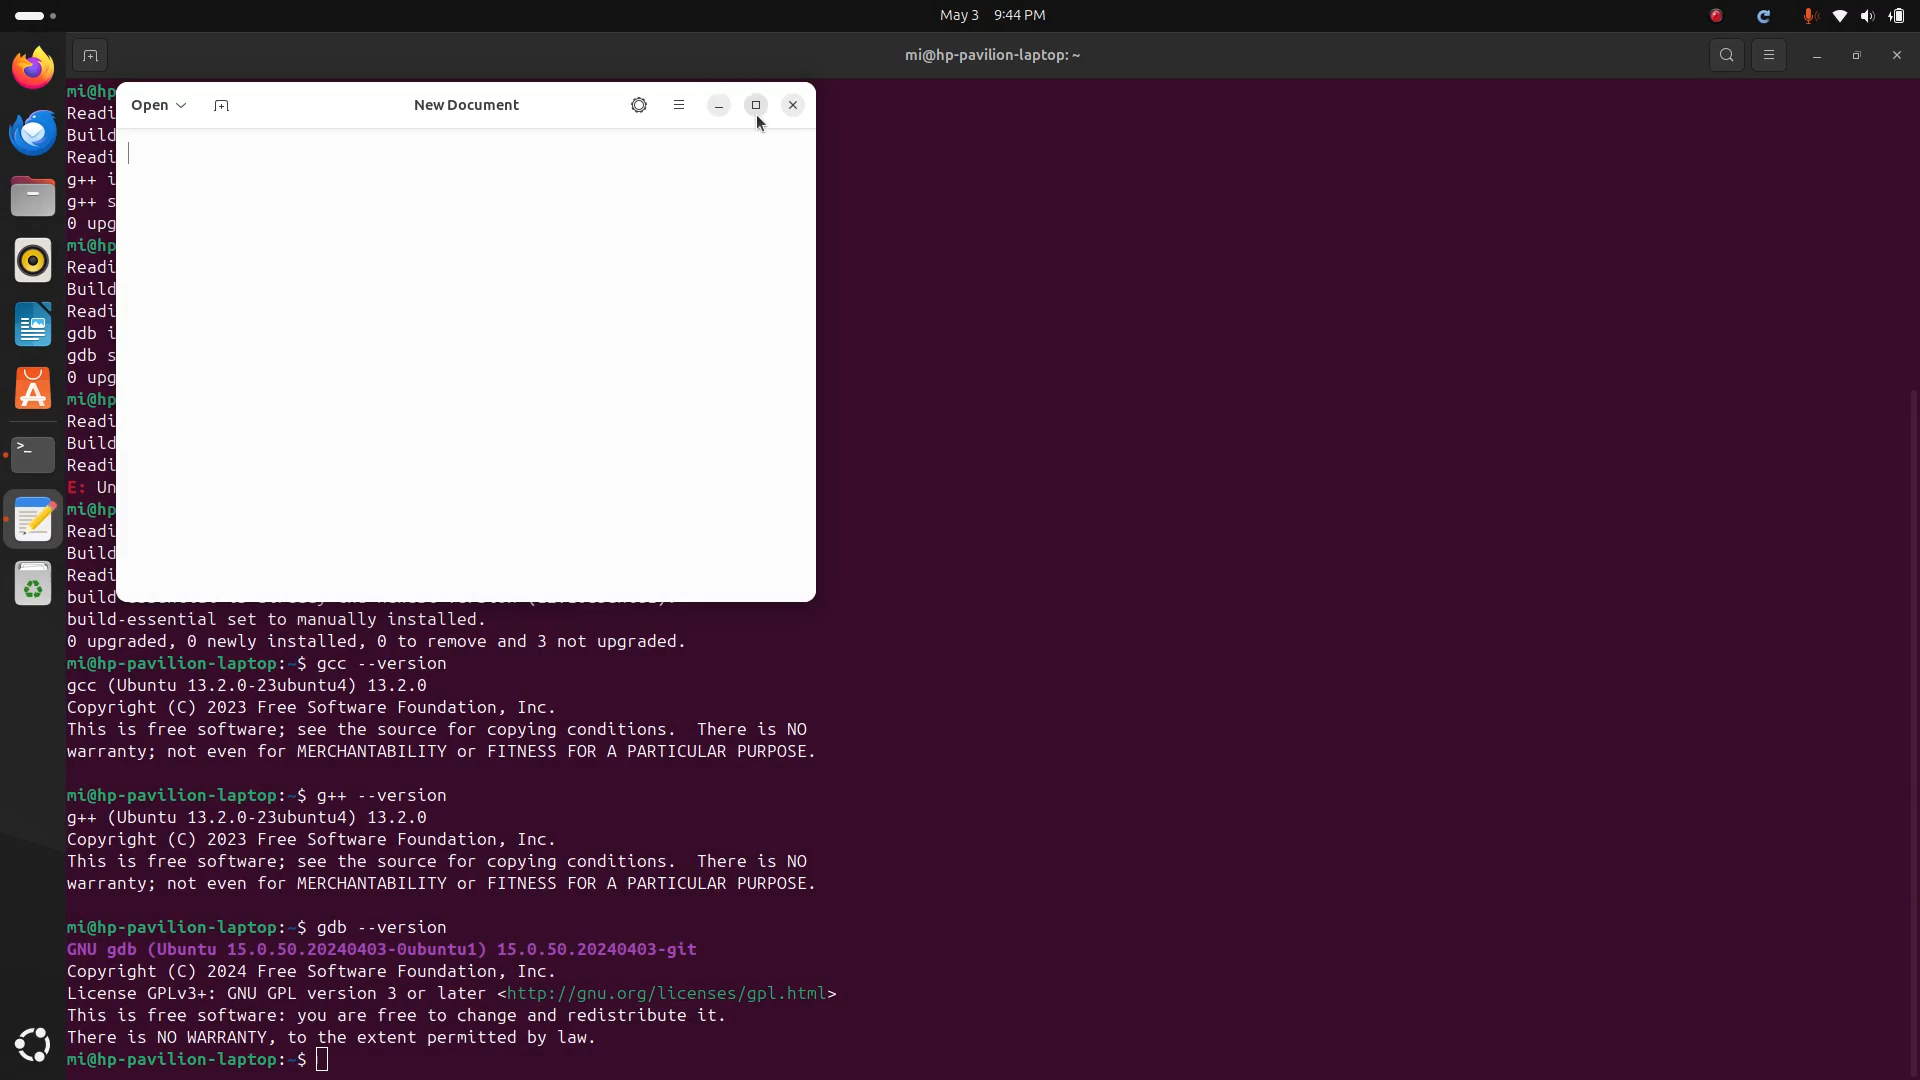 May 3 9:44 PM
mi@hp-pavilion-laptop: ~
Open
New Document
mi@hp
Readi
Build
Readi
g++ i
g++ s
0 upg
mi@hp
Readi
Build
Readi
gdb i
gdb s
0 upg
mi@hp
Readi
Build
Readi
E: Un
mi@hp
Readi
Build
Readi
build
build-essential set to manually installed.
0 upgraded, 0 newly installed, 0 to remove and 3 not upgraded.
mi@hp-pavilion-laptop:~$ gcc --version
gcc (Ubuntu 13.2.0-23ubuntu4) 13.2.0
Copyright (C) 2023 Free Software Foundation, Inc.
This is free software; see the source for copying conditions.  There is NO
warranty; not even for MERCHANTABILITY or FITNESS FOR A PARTICULAR PURPOSE.
mi@hp-pavilion-laptop:~$ g++ --version
g++ (Ubuntu 13.2.0-23ubuntu4) 13.2.0
Copyright (C) 2023 Free Software Foundation, Inc.
This is free software; see the source for copying conditions.  There is NO
warranty; not even for MERCHANTABILITY or FITNESS FOR A PARTICULAR PURPOSE.
mi@hp-pavilion-laptop:~$ gdb --version
GNU gdb (Ubuntu 15.0.50.20240403-0ubuntu1) 15.0.50.20240403-git
Copyright (C) 2024 Free Software Foundation, Inc.
License GPLv3+: GNU GPL version 3 or later <http://gnu.org/licenses/gpl.html>
This is free software: you are free to change and redistribute it.
There is NO WARRANTY, to the extent permitted by law.
mi@hp-pavilion-laptop:~$